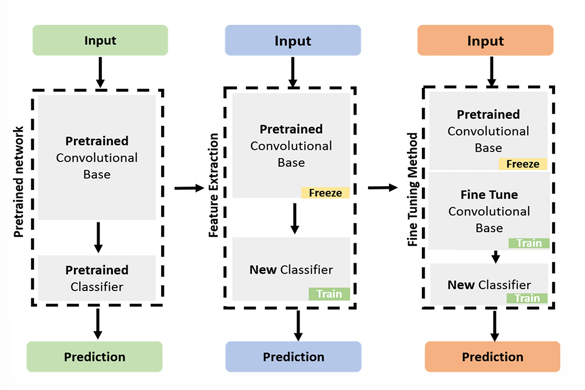 Input
Pretrained network
Pretrained
Convolutional
Base
Pretrained
Classifier
Prediction
Input
Feature Extraction
Pretrained
Convolutional
Base
Freeze
New Classifier
Train
Prediction
Input
Fine Tuning Method
Pretrained
Convolutional
Base
Freeze
Fine Tune
Convolutional
Base
Train
New Classifier
Train
Prediction